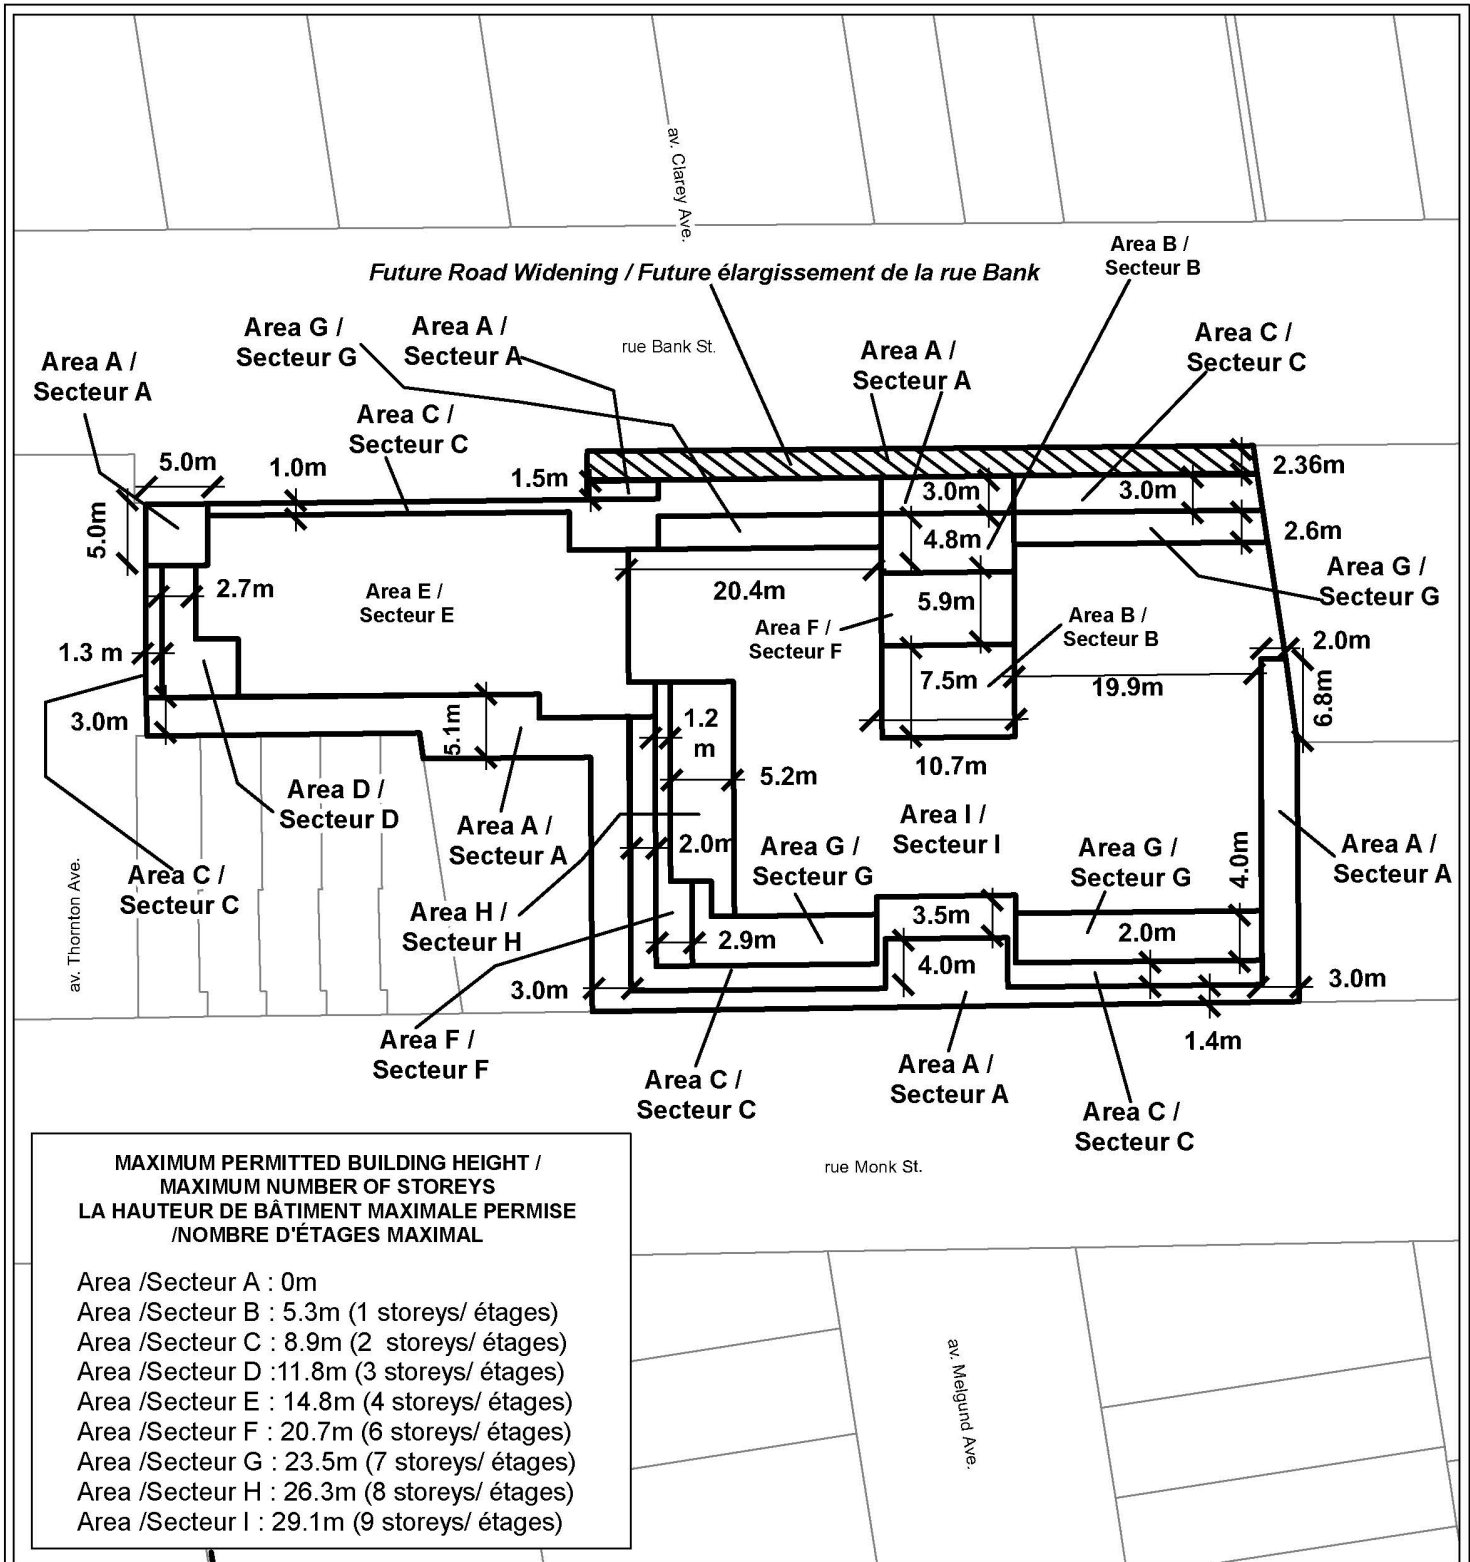 av. Clarey Ave.
Area B /
Secteur B
Future Road Widening / Future élargissement de la rue Bank
Area G /
Secteur G
Area A /
Secteur A
rue Bank St.
Area C /
Secteur C
Area A /
Secteur A
Area A /
Secteur A
Area C /
Secteur C
5.0m
1.0m
1.5m
3.0m
3.0m
2.36m
5.0m
4.8m
2.6m
2.7m
Area E /
Secteur E
20.4m
5.9m
Area G /
Secteur G
Area F /
Secteur F
Area B /
Secteur B
1.3 m
2.0m
7.5m
19.9m
6.8m
3.0m
5.1m
1.2
m
10.7m
5.2m
Area D /
Secteur D
Area A /
Secteur A
Area I /
Secteur I
2.0m
Area G /
Secteur G
Area G /
Secteur G
4.0m
Area A /
Secteur A
av. Thornton Ave.
Area C /
Secteur C
Area H /
Secteur H
3.5m
2.9m
2.0m
4.0m
3.0m
3.0m
Area F /
Secteur F
1.4m
Area C /
Secteur C
Area A /
Secteur A
Area C /
Secteur C
rue Monk St.
MAXIMUM PERMITTED BUILDING HEIGHT /
MAXIMUM NUMBER OF STOREYS
LA HAUTEUR DE BÂTIMENT MAXIMALE PERMISE
/NOMBRE D'ÉTAGES MAXIMAL
Area /Secteur A : 0m
Area /Secteur B : 5.3m (1 storeys/ étages)
Area /Secteur C : 8.9m (2 storeys/ étages)
Area /Secteur D :11.8m (3 storeys/ étages)
Area /Secteur E : 14.8m (4 storeys/ étages)
Area /Secteur F : 20.7m (6 storeys/ étages)
Area /Secteur G : 23.5m (7 storeys/ étages)
Area /Secteur H : 26.3m (8 storeys/ étages)
Area /Secteur I : 29.1m (9 storeys/ étages)
av. Melgund Ave.